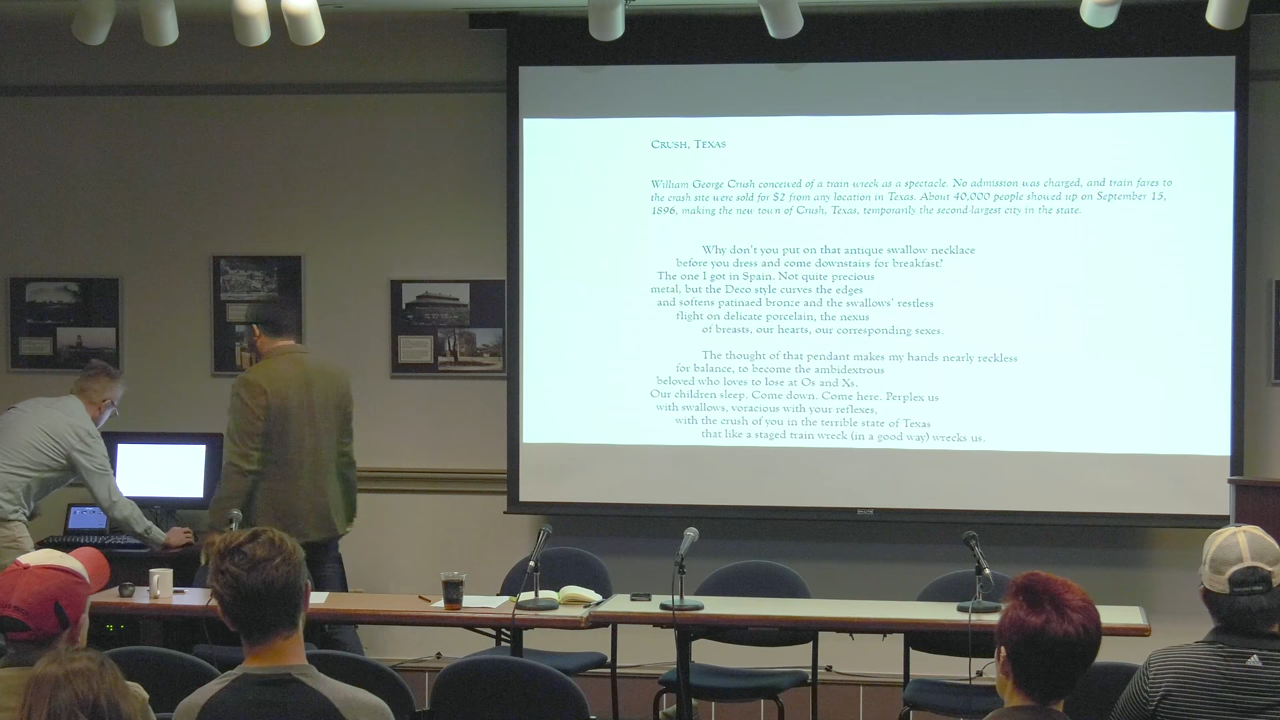 CRUSH, TEXAS
William George Crush conceived of a train wreck as a spectacle. No admission was charged, and train fares to
the crash site were sold for $2 from any location in Texas. About 40,000 people showed up on September 15,
1896, making the new town of Crush, Texas, temporarily the second-largest city in the state.
Why don't you put on that antique swallow necklace
before you dress and come downstairs for breakfast?
The one I got in Spain. Not quite precious
metal, but the Deco style curves the edges
and softens patinaed bronze and the swallows' restless
flight on delicate porcelain, the nexus
of breasts, our hearts, our corresponding sexes.
The thought of that pendant makes my hands nearly reckless
for balance, to become the ambidextrous
beloved who loves to lose at Os and Xs.
Our children sleep. Come down. Come here. Perplex us
with swallows, voracious with your reflexes,
with the crush of you in the terrible state of Texas
that like a staged train wreck (in a good way) wrecks us.